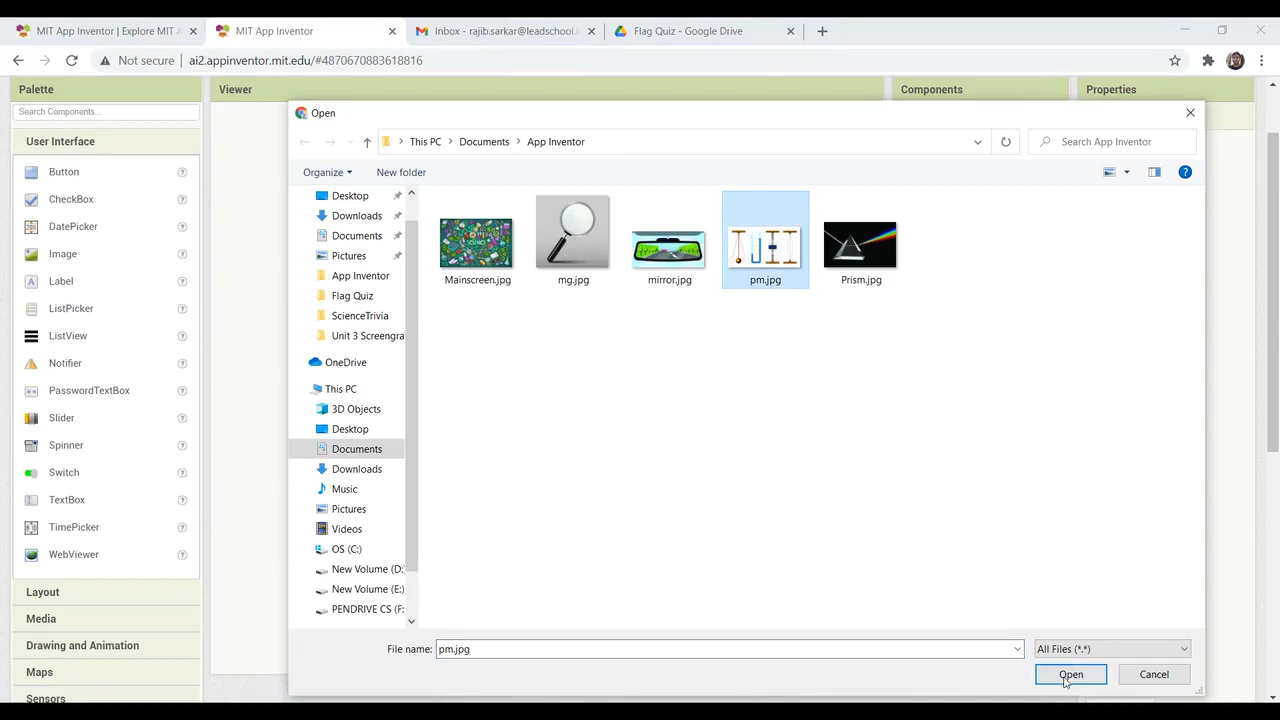 MIT App Inventor | Explore MIT A
MIT App Inventor
Inbox - rajib.sarkar@leadschool.
Flag Quiz - Google Drive
Not secure
ai2.appinventor.mit.edu/#4870670883618816
Palette
Viewer
Components
Properties
Search Components...
User Interface
Button
CheckBox
DatePicker
Image
Label
ListPicker
ListView
Notifier
PasswordTextBox
Slider
Spinner
Switch
TextBox
TimePicker
WebViewer
Layout
Media
Drawing and Animation
Maps
Sensors
Open
This PC > Documents > App Inventor
Search App Inventor
Organize
New folder
Desktop
Downloads
Documents
Pictures
App Inventor
Flag Quiz
ScienceTrivia
Unit 3 Screengra
OneDrive
This PC
3D Objects
Desktop
Documents
Downloads
Music
Pictures
Videos
OS (C:)
New Volume (D:
New Volume (E:)
PENDRIVE CS (F:
Mainscreen.jpg
mg.jpg
mirror.jpg
pm.jpg
Prism.jpg
File name:
pm.jpg
All Files (*.*)
Open
Cancel